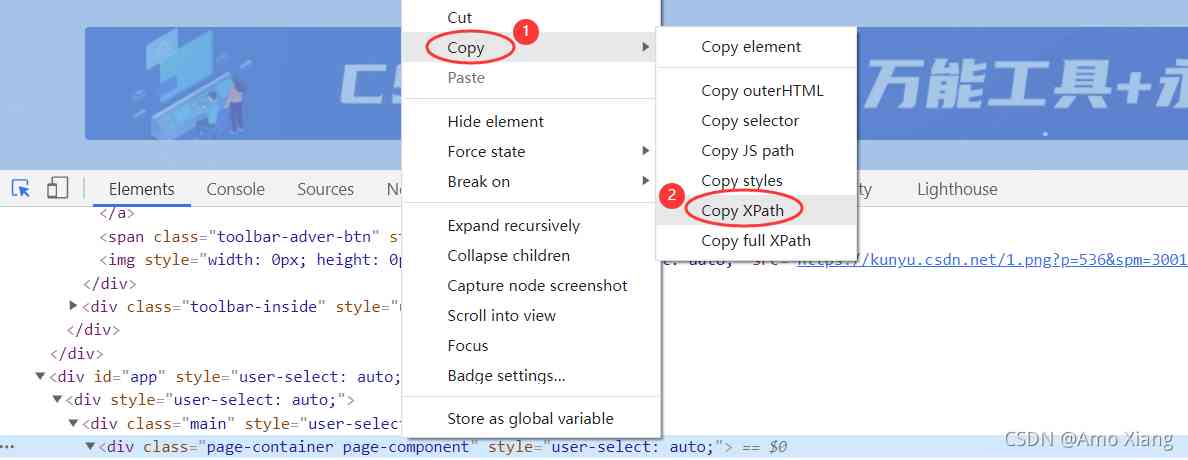 Cut
Copy
1
Paste
Copy element
Copy outerHTML
Copy selector
Copy JS path
Copy styles
2
Copy XPath
Copy full XPath
万能工具+
Hide element
Force state
Break on
Expand recursively
Collapse children
Capture node screenshot
Scroll into view
Focus
Badge settings...
Store as global variable
Elements
Console
Sources
Lighthouse
</a>
<span class="toolbar-adver-btn"
<img style="width: 0px; height: 0
auto; src="https://kunyu.csdn.net/1.png?p=536&spm=3001
</div>
<div class="toolbar-inside" style="
</div>
</div>
<div id="app" style="user-select: auto;
<div style="user-select: auto;">
<div class="main" style="user-select
<div class="page-container page-component" style="user-select: auto;"> == $0
CSDN @Amo Xiang